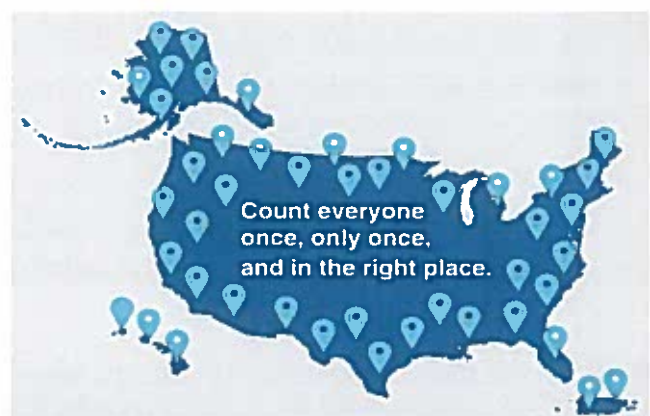 Count everyone
once, only once,
and in the right place.